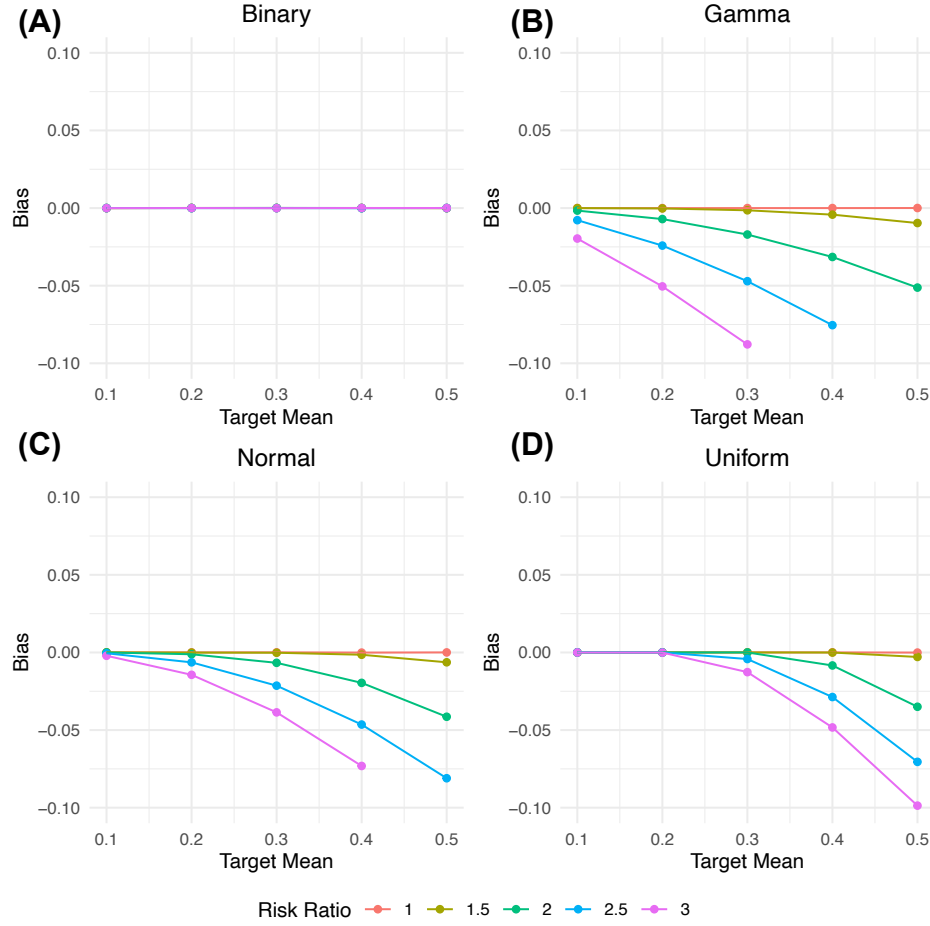 (A) Binary
0.10
0.05
0.00
−0.05
−0.10
Bias
0.1 0.2 0.3 0.4 0.5
Target Mean
(B) Gamma
0.10
0.05
0.00
−0.05
−0.10
Bias
0.1 0.2 0.3 0.4 0.5
Target Mean
(C) Normal
0.10
0.05
0.00
−0.05
−0.10
Bias
0.1 0.2 0.3 0.4 0.5
Target Mean
(D) Uniform
0.10
0.05
0.00
−0.05
−0.10
Bias
0.1 0.2 0.3 0.4 0.5
Target Mean
Risk Ratio 1 1.5 2 2.5 3